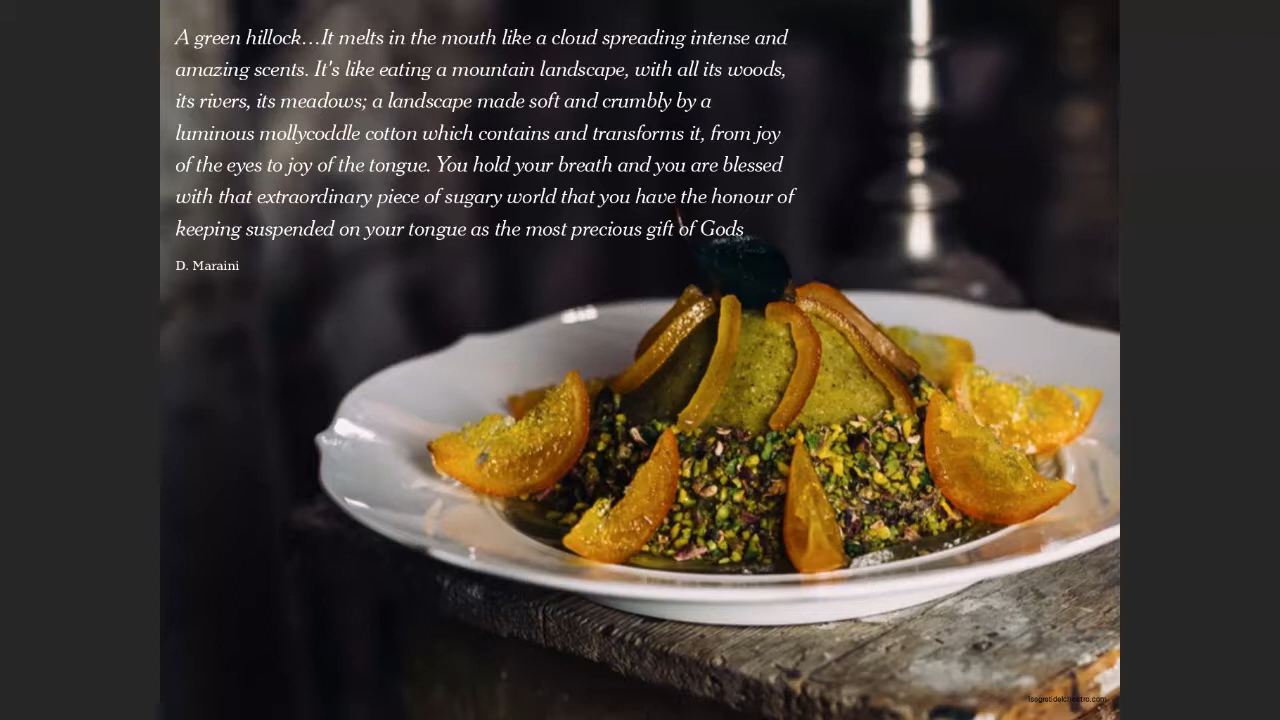 A green hillock...It melts in the mouth like a cloud spreading intense and
amazing scents. It's like eating a mountain landscape, with all its woods,
its rivers, its meadows; a landscape made soft and crumbly by a
luminous mollycoddle cotton which contains and transforms it, from joy
of the eyes to joy of the tongue. You hold your breath and you are blessed
with that extraordinary piece of sugary world that you have the honour of
keeping suspended on your tongue as the most precious gift of Gods
D. Maraini
isegretidelchiostro.com